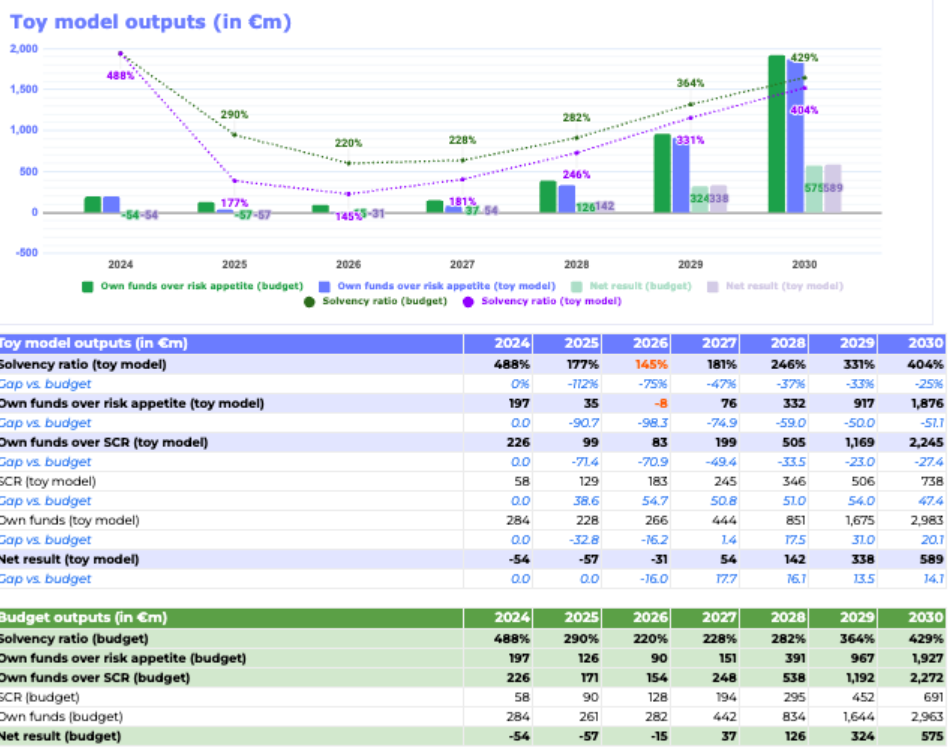 Toy model outputs (in €m)
2,000
1,500
1,000
500
0
-500
488%
290%
220%
228%
282%
364%
429%
177%
145%
181%
246%
331%
404%
-54 -54
-57 -57
-31
37 54
126 142
324 338
575 589
2024 2025 2026 2027 2028 2029 2030
Own funds over risk appetite (budget) Own funds over risk appetite (toy model) Net result (budget) Net result (toy model)
Solvency ratio (budget) Solvency ratio (toy model)
Toy model outputs (in €m) 2024 2025 2026 2027 2028 2029 2030
Solvency ratio (toy model) 488% 177% 145% 181% 246% 331% 404%
Gap vs. budget 0% -112% -75% -47% -37% -33% -25%
Own funds over risk appetite (toy model) 197 35 -8 76 332 917 1,876
Gap vs. budget 0.0 -90.7 -98.3 -74.9 -59.0 -50.0 -51.1
Own funds over SCR (toy model) 226 99 83 199 505 1,169 2,245
Gap vs. budget 0.0 -71.4 -70.9 -49.4 -33.5 -23.0 -27.4
SCR (toy model) 58 129 183 245 346 506 738
Gap vs. budget 0.0 38.6 54.7 50.8 51.0 54.0 47.4
Own funds (toy model) 284 228 266 444 851 1,675 2,983
Gap vs. budget 0.0 -32.8 -16.2 1.4 17.5 31.0 20.1
Net result (toy model) -54 -57 -31 54 142 338 589
Gap vs. budget 0.0 0.0 -16.0 17.7 16.1 13.5 14.1
Budget outputs (in €m) 2024 2025 2026 2027 2028 2029 2030
Solvency ratio (budget) 488% 290% 220% 228% 282% 364% 429%
Own funds over risk appetite (budget) 197 126 90 151 391 967 1,927
Own funds over SCR (budget) 226 171 154 248 538 1,192 2,272
SCR (budget) 58 90 128 194 295 452 691
Own funds (budget) 284 261 282 442 834 1,644 2,963
Net result (budget) -54 -57 -15 37 126 324 575